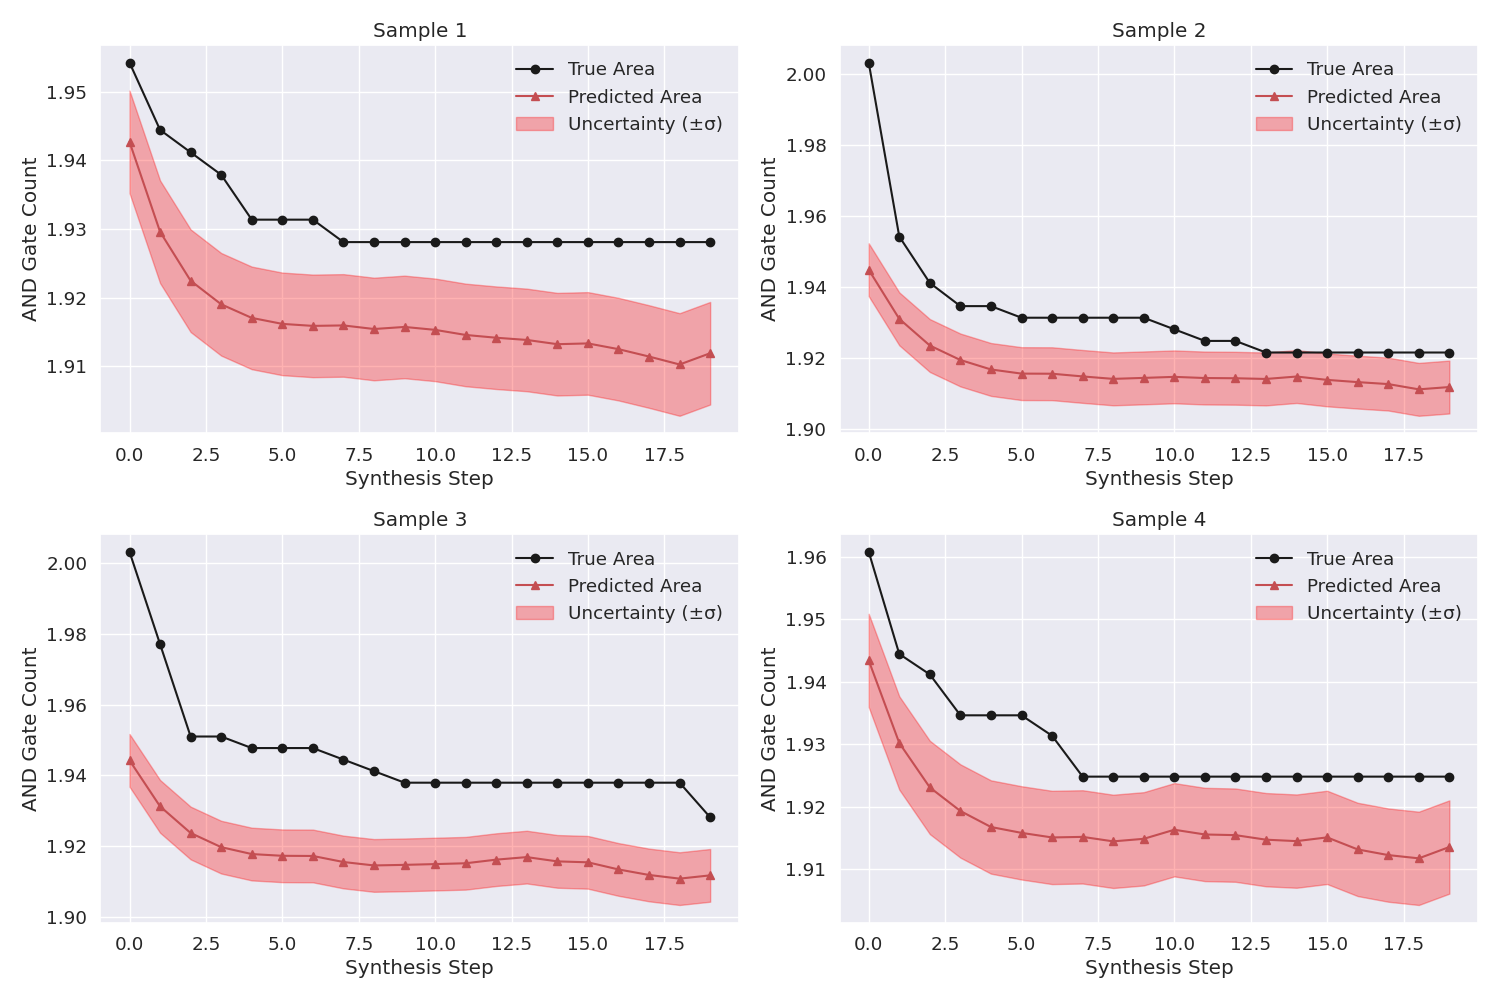 Sample 1
True Area
Predicted Area
Uncertainty (±σ)
AND Gate Count
1.95
1.94
1.93
1.92
1.91
0.0 2.5 5.0 7.5 10.0 12.5 15.0 17.5
Synthesis Step
Sample 2
True Area
Predicted Area
Uncertainty (±σ)
AND Gate Count
2.00
1.98
1.96
1.94
1.92
1.90
0.0 2.5 5.0 7.5 10.0 12.5 15.0 17.5
Synthesis Step
Sample 3
True Area
Predicted Area
Uncertainty (±σ)
AND Gate Count
2.00
1.98
1.96
1.94
1.92
1.90
0.0 2.5 5.0 7.5 10.0 12.5 15.0 17.5
Synthesis Step
Sample 4
True Area
Predicted Area
Uncertainty (±σ)
AND Gate Count
1.96
1.95
1.94
1.93
1.92
1.91
0.0 2.5 5.0 7.5 10.0 12.5 15.0 17.5
Synthesis Step